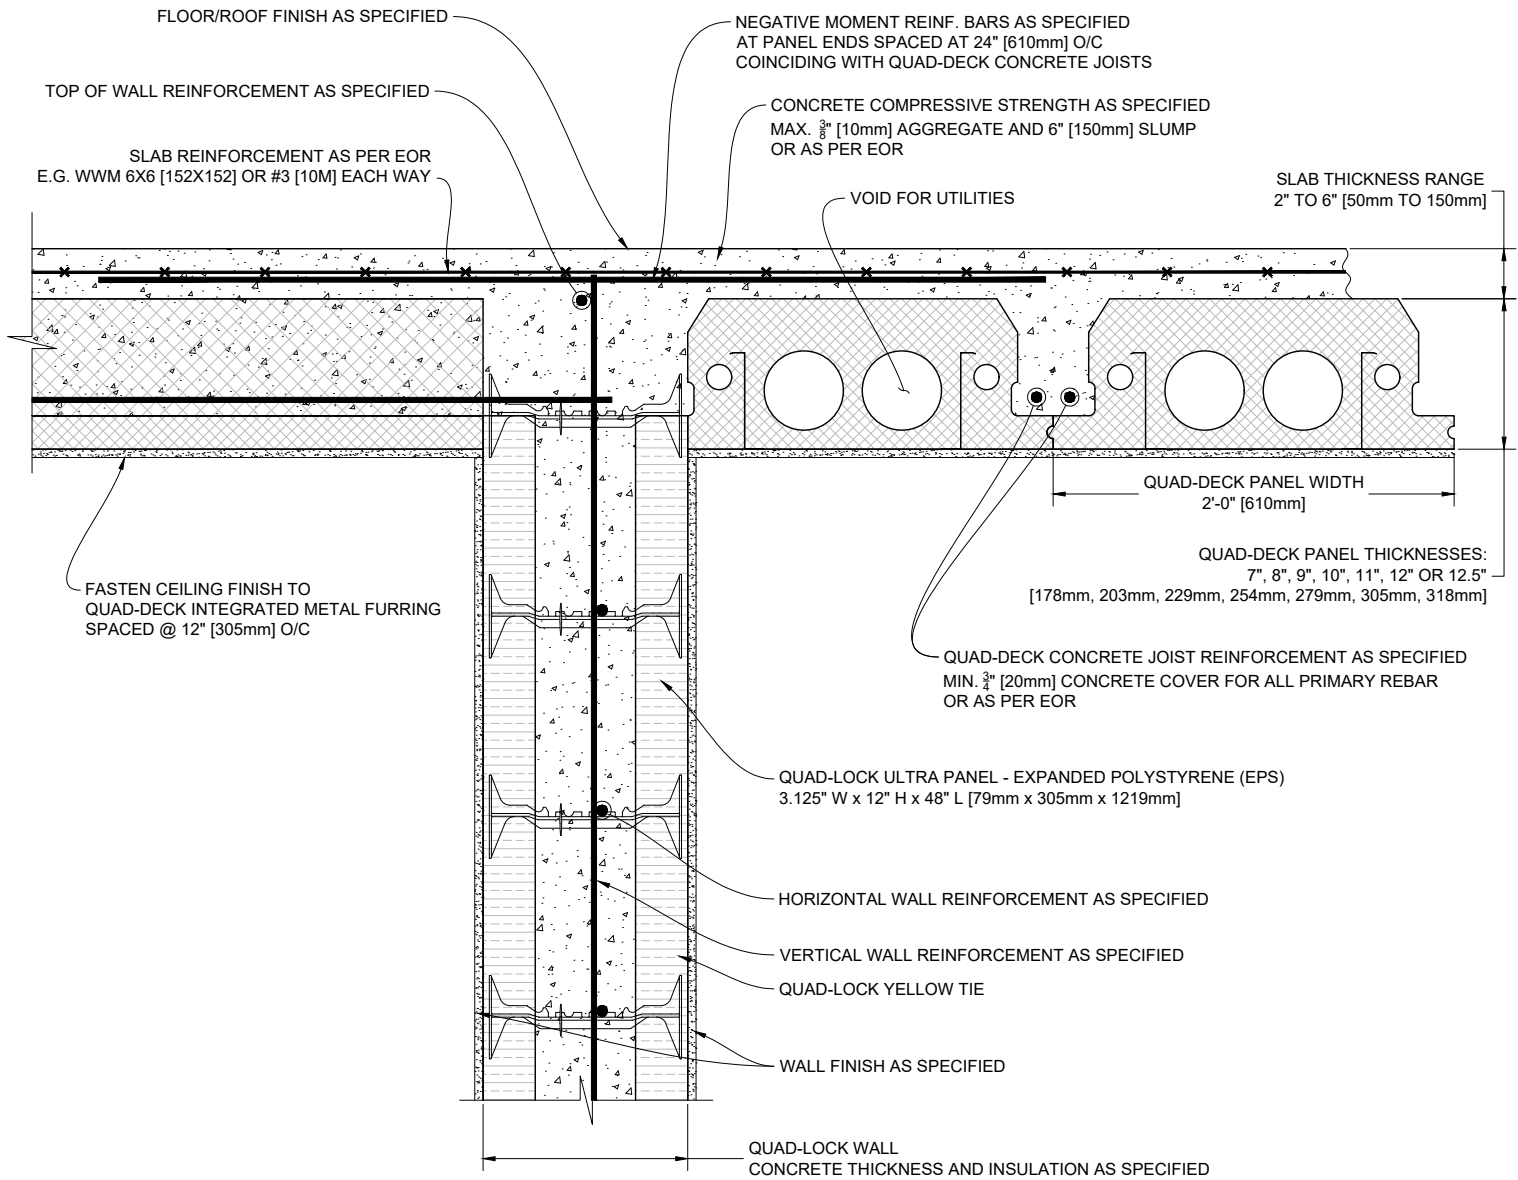 FLOOR/ROOF FINISH AS SPECIFIED
NEGATIVE MOMENT REINF. BARS AS SPECIFIED
AT PANEL ENDS SPACED AT 24" [610mm] O/C
COINCIDING WITH QUAD-DECK CONCRETE JOISTS
TOP OF WALL REINFORCEMENT AS SPECIFIED
CONCRETE COMPRESSIVE STRENGTH AS SPECIFIED
MAX. 3/8" [10mm] AGGREGATE AND 6" [150mm] SLUMP
OR AS PER EOR
SLAB REINFORCEMENT AS PER EOR
E.G. WWM 6X6 [152X152] OR #3 [10M] EACH WAY
VOID FOR UTILITIES
SLAB THICKNESS RANGE
2" TO 6" [50mm TO 150mm]
QUAD-DECK PANEL WIDTH
2'-0" [610mm]
QUAD-DECK PANEL THICKNESSES:
7", 8", 9", 10", 11", 12" OR 12.5"
[178mm, 203mm, 229mm, 254mm, 279mm, 305mm, 318mm]
FASTEN CEILING FINISH TO
QUAD-DECK INTEGRATED METAL FURRING
SPACED @ 12" [305mm] O/C
QUAD-DECK CONCRETE JOIST REINFORCEMENT AS SPECIFIED
MIN. 3/4" [20mm] CONCRETE COVER FOR ALL PRIMARY REBAR
OR AS PER EOR
QUAD-LOCK ULTRA PANEL - EXPANDED POLYSTYRENE (EPS)
3.125" W x 12" H x 48" L [79mm x 305mm x 1219mm]
HORIZONTAL WALL REINFORCEMENT AS SPECIFIED
VERTICAL WALL REINFORCEMENT AS SPECIFIED
QUAD-LOCK YELLOW TIE
WALL FINISH AS SPECIFIED
QUAD-LOCK WALL
CONCRETE THICKNESS AND INSULATION AS SPECIFIED